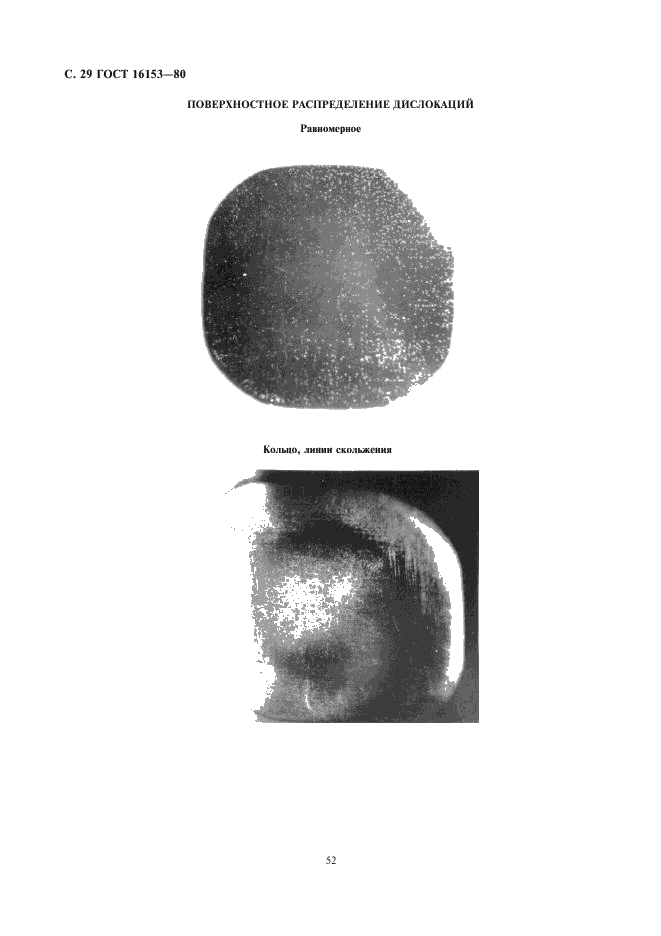 С. 29 ГОСТ 16153—80
ПОВЕРХНОСТНОЕ РАСПРЕДЕЛЕНИЕ ДИСЛОКАЦИЙ
Равномерное
Кольцо, линии скольжения
52